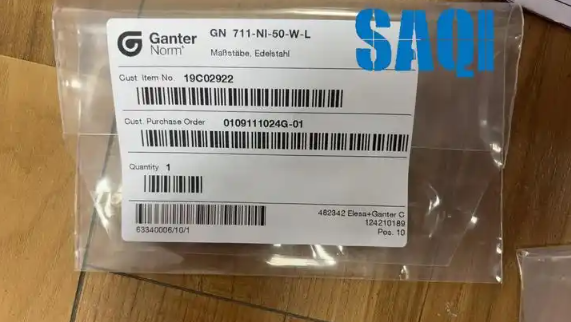 Ganter
Norm®
GN 711-NI-50-W-L
Maßstäbe, Edelstahl
SAQI
Cust. Item No. 19C02922
Cust. Purchase Order 0109111024G-01
Quantity 1
63340006/10/1
482342 Elesa+Ganter C
124210189
Pos. 10